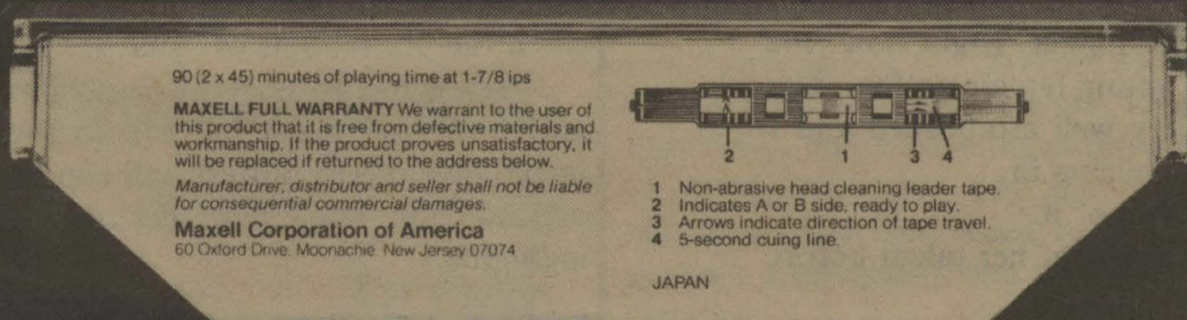 90 (2 x 45) minutes of playing time at 1-7/8 ips
MAXELL FULL WARRANTY We warrant to the user of
this product that it is free from defective materials and
workmanship. If the product proves unsatisfactory, it
will be replaced if returned to the address below.
Manufacturer, distributor and seller shall not be liable
for consequential commercial damages.
Maxell Corporation of America
60 Oxford Drive, Moonachie, New Jersey 07074
A
2 1 3 4
1 Non-abrasive head cleaning leader tape.
2 Indicates A or B side, ready to play.
3 Arrows indicate direction of tape travel.
4 5-second cuing line.
JAPAN